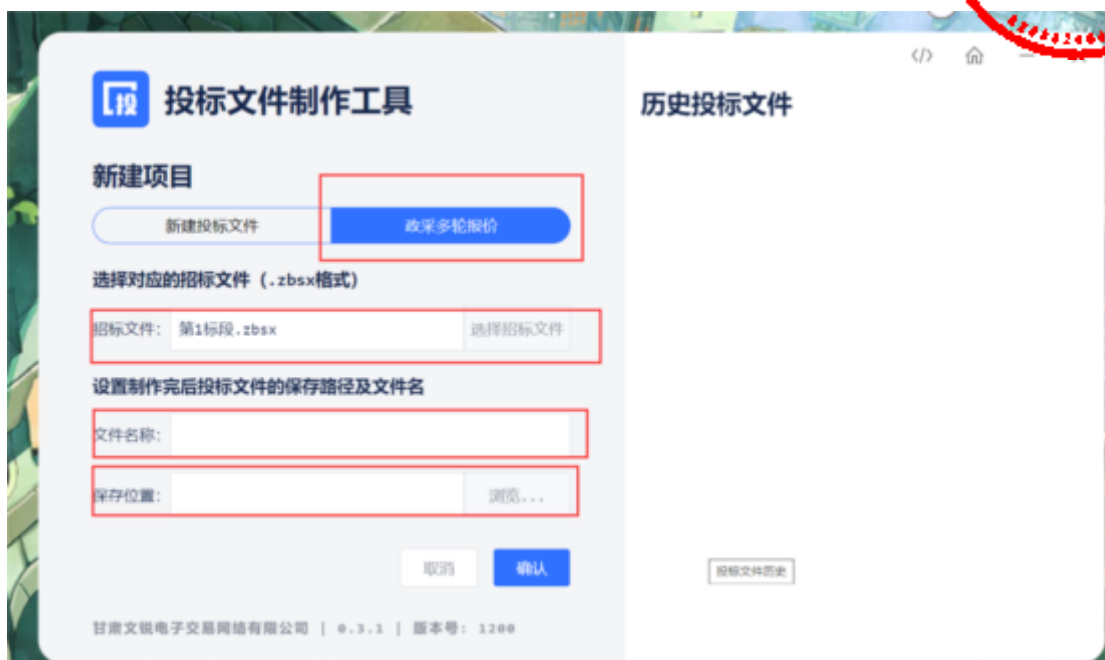 投
投标文件制作工具
新建项目
新建投标文件
政采多轮报价
选择对应的招标文件（.zbsx格式）
招标文件： 第1标段.zbsx 选择招标文件
设置制作完后投标文件的保存路径及文件名
文件名称：
保存位置： 浏览...
取消 确认
甘肃文锐电子交易网络有限公司 | 0.3.1 | 版本号: 1200
</> 
历史投标文件
投标文件历史